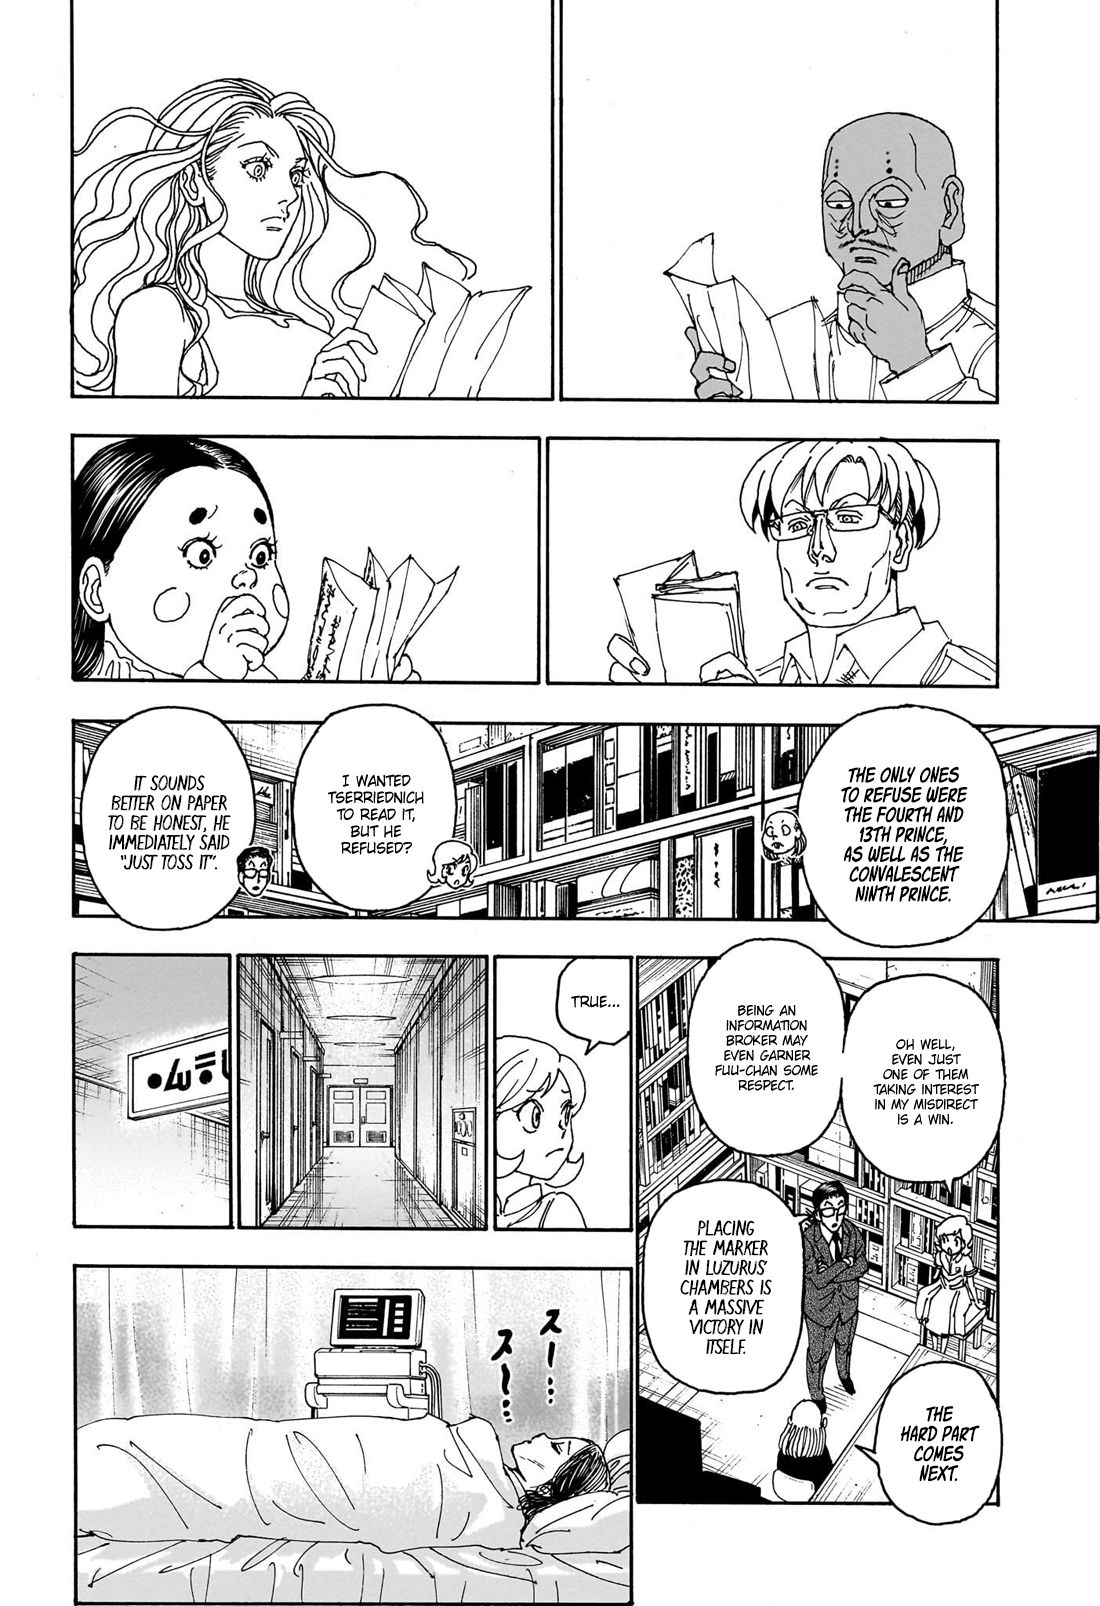 THE ONLY ONES
TO REFUSE WERE
THE FOURTH AND
13TH PRINCE,
AS WELL AS THE
CONVALESCENT
NINTH PRINCE.
I WANTED
TSERRIEDNICH
TO READ IT,
BUT HE
REFUSED?
IT SOUNDS
BETTER ON PAPER
TO BE HONEST, HE
IMMEDIATELY SAID
"JUST TOSS IT".
OH WELL,
EVEN JUST
ONE OF THEM
TAKING INTEREST
IN MY MISDIRECT
IS A WIN.
BEING AN
INFORMATION
BROKER MAY
EVEN GARNER
FUU-CHAN SOME
RESPECT.
PLACING
THE MARKER
IN LUZURUS'
CHAMBERS IS
A MASSIVE
VICTORY IN
ITSELF.
THE
HARD PART
COMES
NEXT.
TRUE...
スー…
スー…